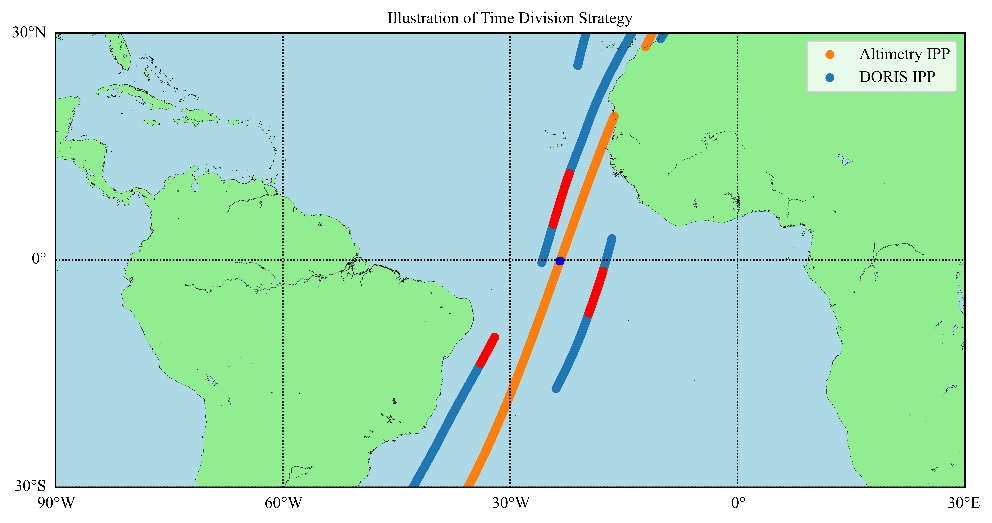 Illustration of Time Division Strategy
30°N
Altimetry IPP
DORIS IPP
0°
30°S
90°W 60°W 30°W 0° 30°E